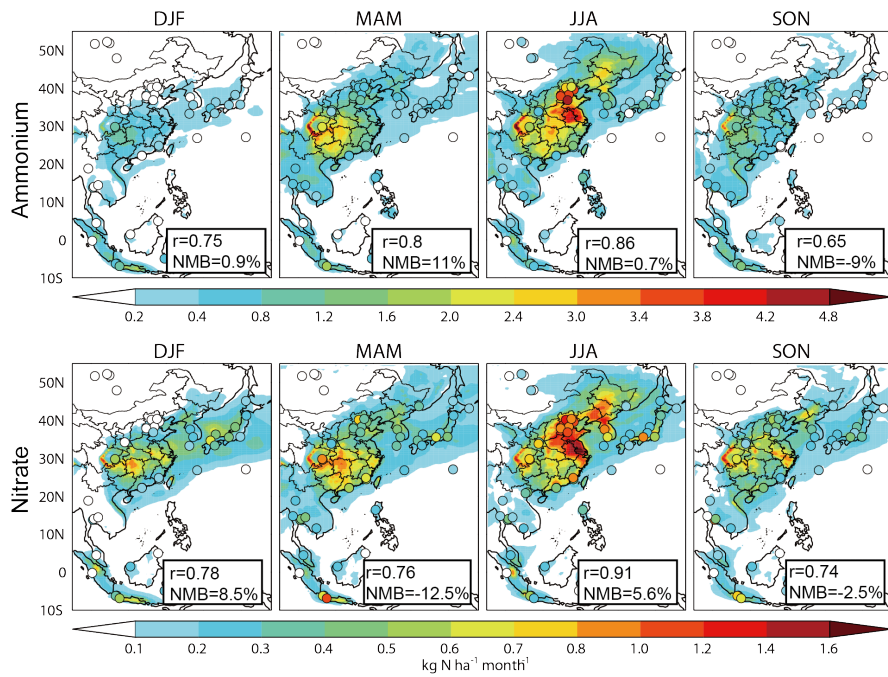 DJF MAM JJA SON
Ammonium
50N
40N
30N
20N
10N
0
10S
r=0.75
NMB=0.9%
r=0.8
NMB=11%
r=0.86
NMB=0.7%
r=0.65
NMB=-9%
0.2 0.4 0.8 1.2 1.6 2.0 2.4 3.0 3.4 3.8 4.2 4.8
DJF MAM JJA SON
Nitrate
50N
40N
30N
20N
10N
0
10S
r=0.78
NMB=8.5%
r=0.76
NMB=-12.5%
r=0.91
NMB=5.6%
r=0.74
NMB=-2.5%
0.1 0.2 0.3 0.4 0.5 0.6 0.7 0.8 1.0 1.2 1.4 1.6
kg N ha⁻¹ month¹